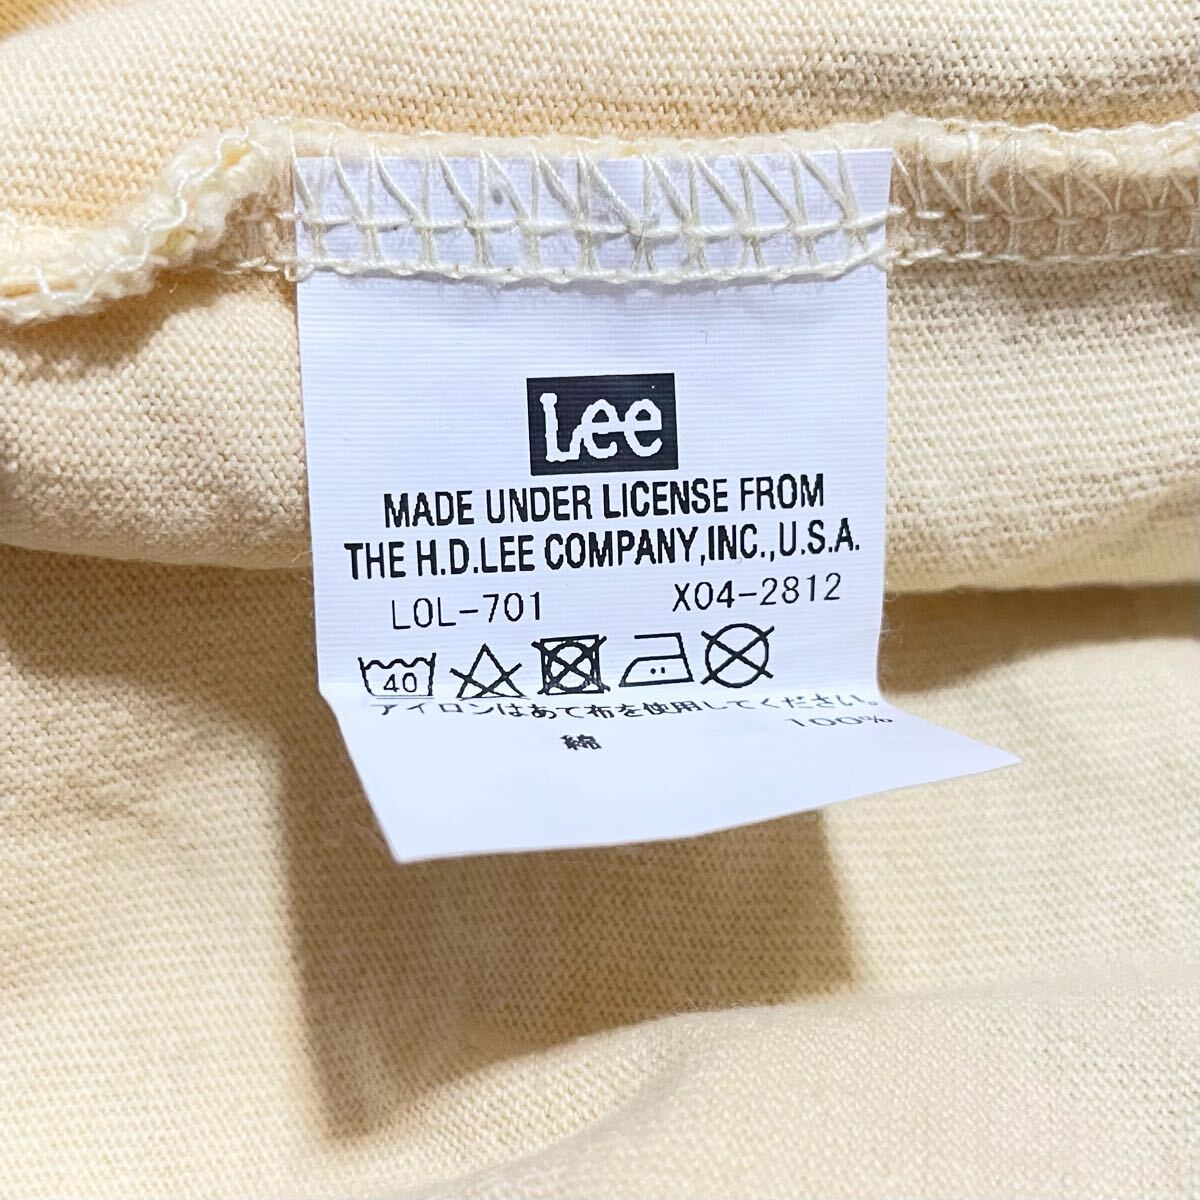 Lee
MADE UNDER LICENSE FROM
THE H.D.LEE COMPANY,INC.,U.S.A.
LOL-701 X04-2812
40
アイロンはあて布を使用してください。
綿 100%